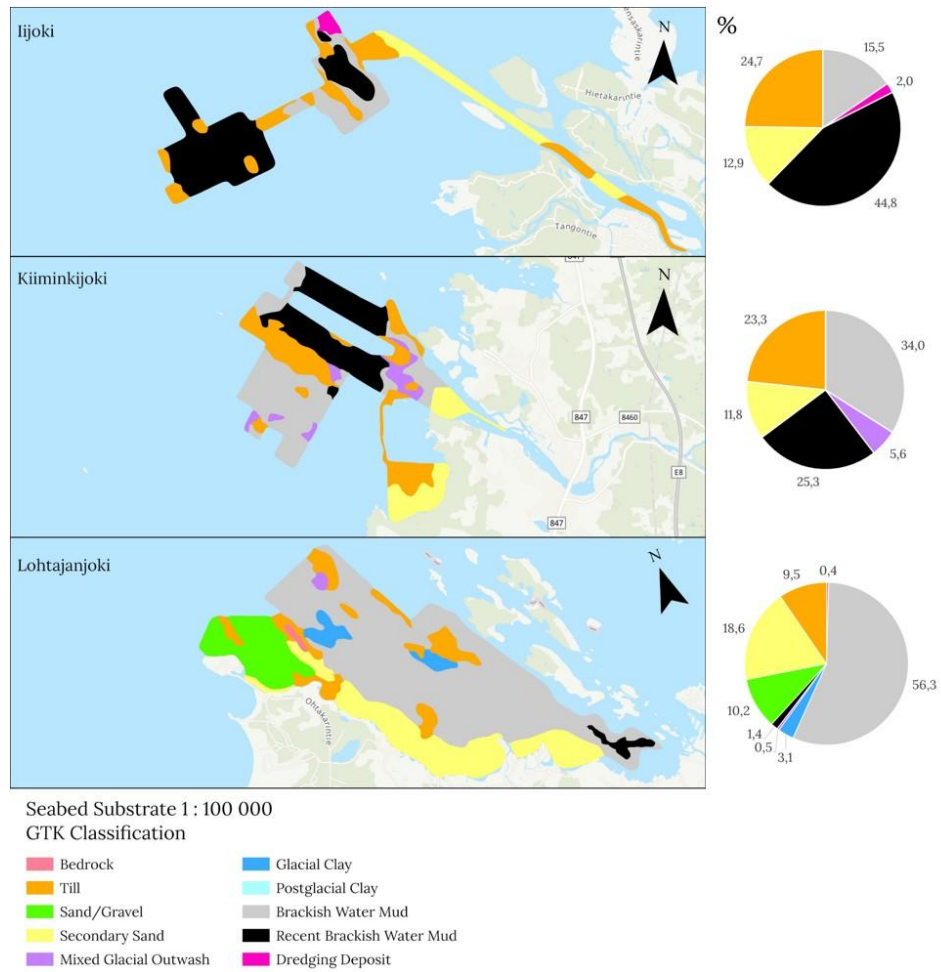 Iijoki
N
ensaskarintie
Hietakarintie
Tangontie
%
24,7
15,5
2,0
12,9
44,8
Kiiminkijoki
N
847
847
8460
E8
847
23,3
34,0
11,8
5,6
25,3
Lohtajanjoki
N
Ohtakarintie
9,5
0,4
18,6
56,3
10,2
1,4
0,5
3,1
Seabed Substrate 1 : 100 000
GTK Classification
Bedrock
Till
Sand/Gravel
Secondary Sand
Mixed Glacial Outwash
Glacial Clay
Postglacial Clay
Brackish Water Mud
Recent Brackish Water Mud
Dredging Deposit